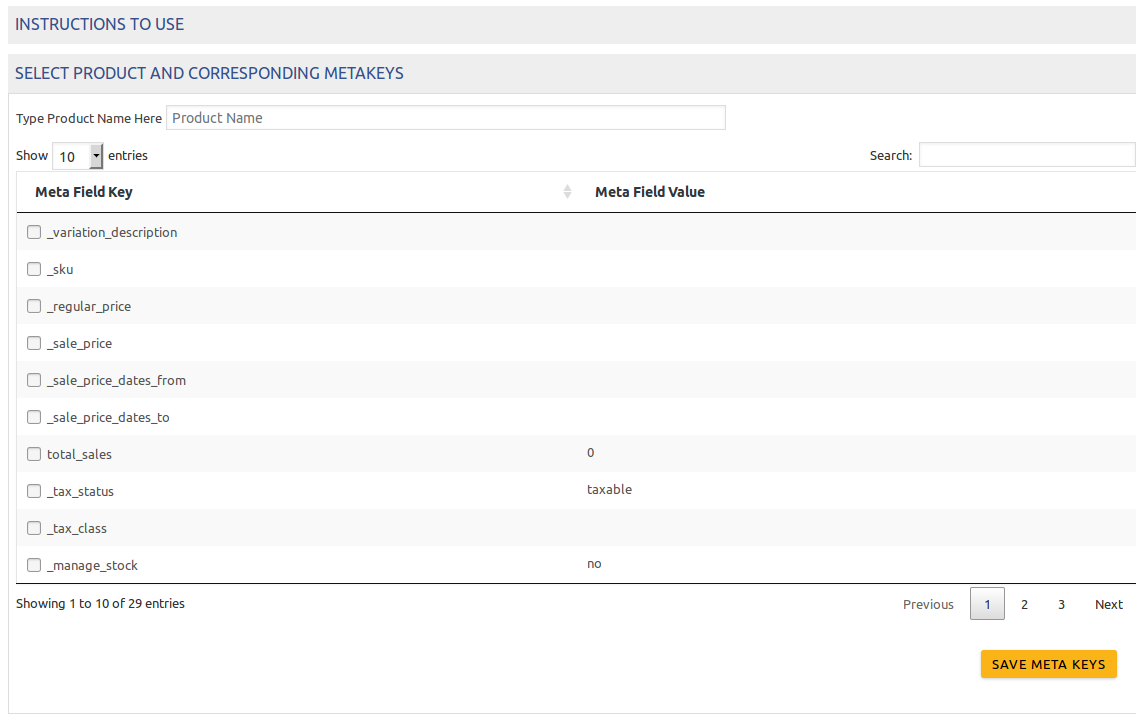 INSTRUCTIONS TO USE
SELECT PRODUCT AND CORRESPONDING METAKEYS
Type Product Name Here Product Name
Show 10 entries Search:
Meta Field Key Meta Field Value
_variation_description
_sku
_regular_price
_sale_price
_sale_price_dates_from
_sale_price_dates_to
total_sales 0
_tax_status taxable
_tax_class
_manage_stock no
Showing 1 to 10 of 29 entries Previous 1 2 3 Next
SAVE META KEYS